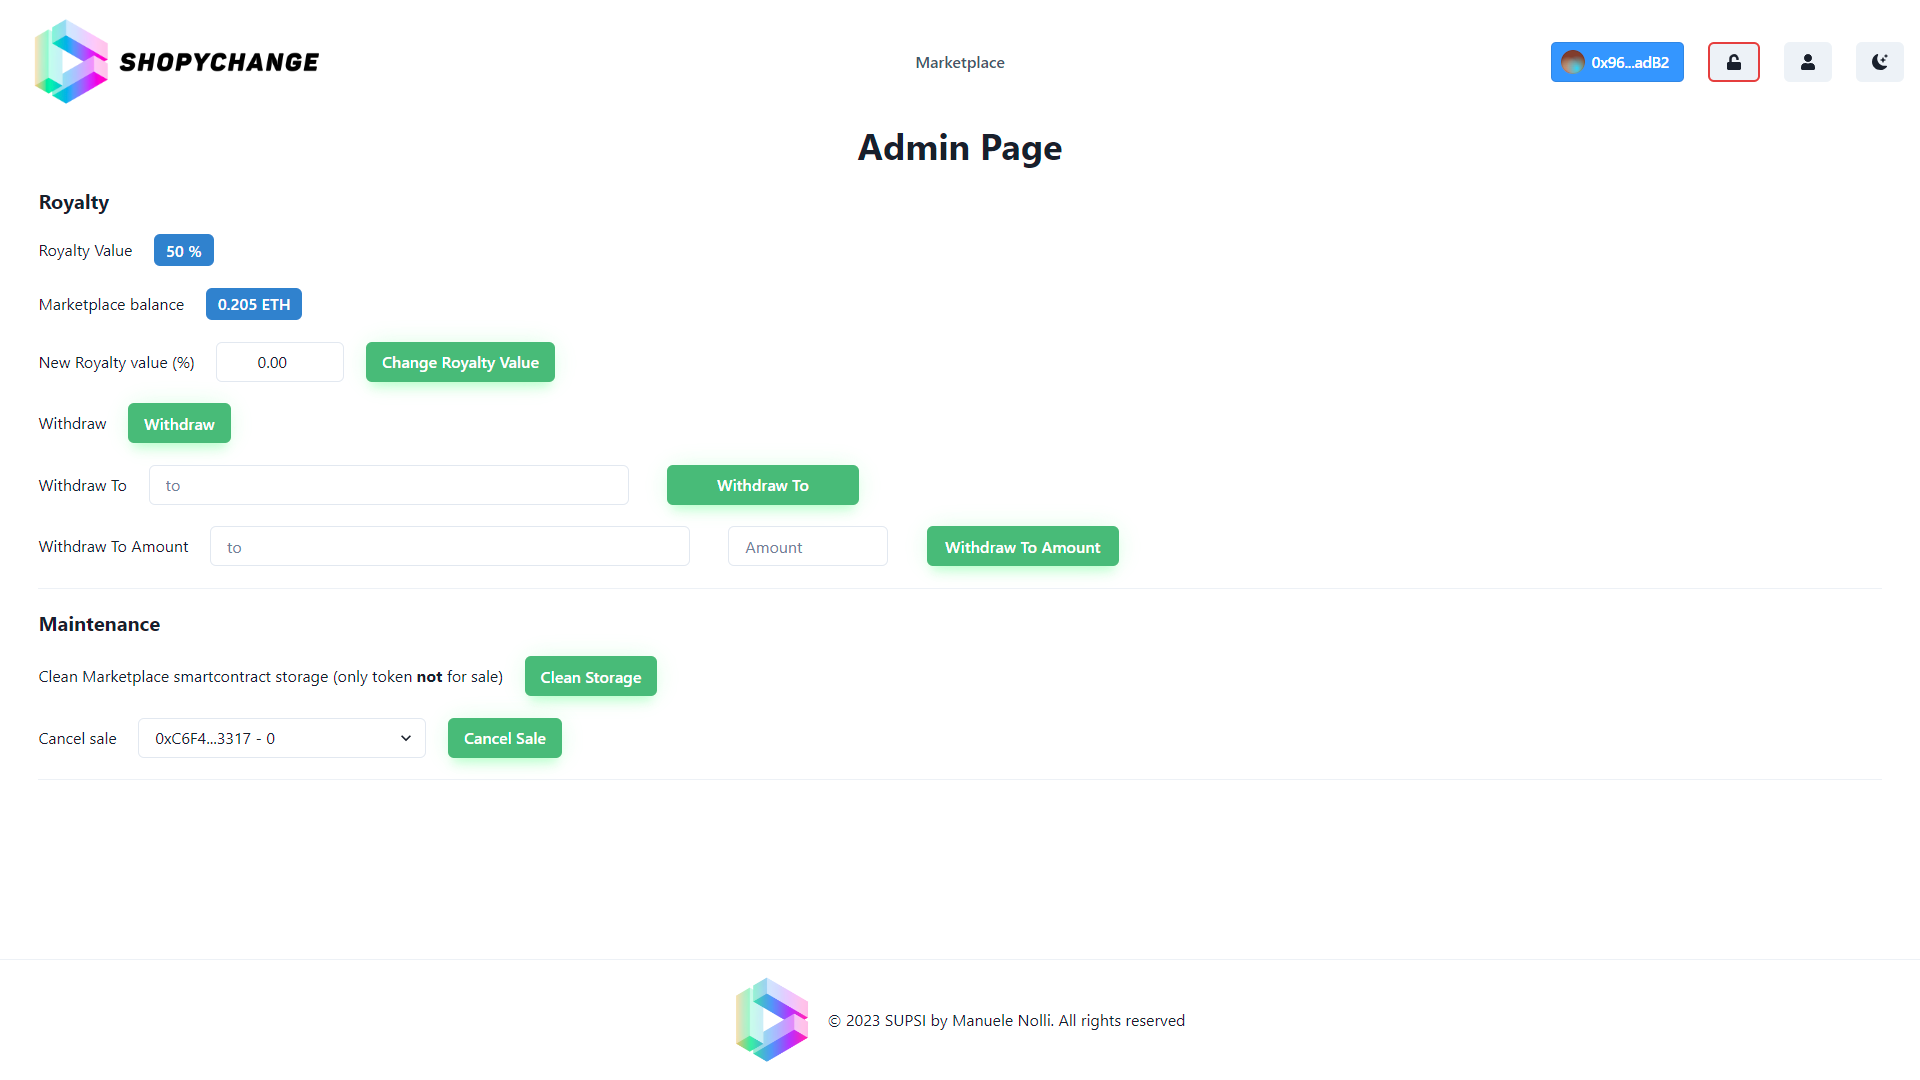 SHOPYCHANGE
Marketplace
0x96...adB2
Admin Page
Royalty
Royalty Value 50 %
Marketplace balance 0.205 ETH
New Royalty value (%) 0.00 Change Royalty Value
Withdraw Withdraw
Withdraw To to Withdraw To
Withdraw To Amount to Amount Withdraw To Amount
Maintenance
Clean Marketplace smartcontract storage (only token not for sale) Clean Storage
Cancel sale 0xC6F4...3317 - 0 Cancel Sale
© 2023 SUPSI by Manuele Nolli. All rights reserved